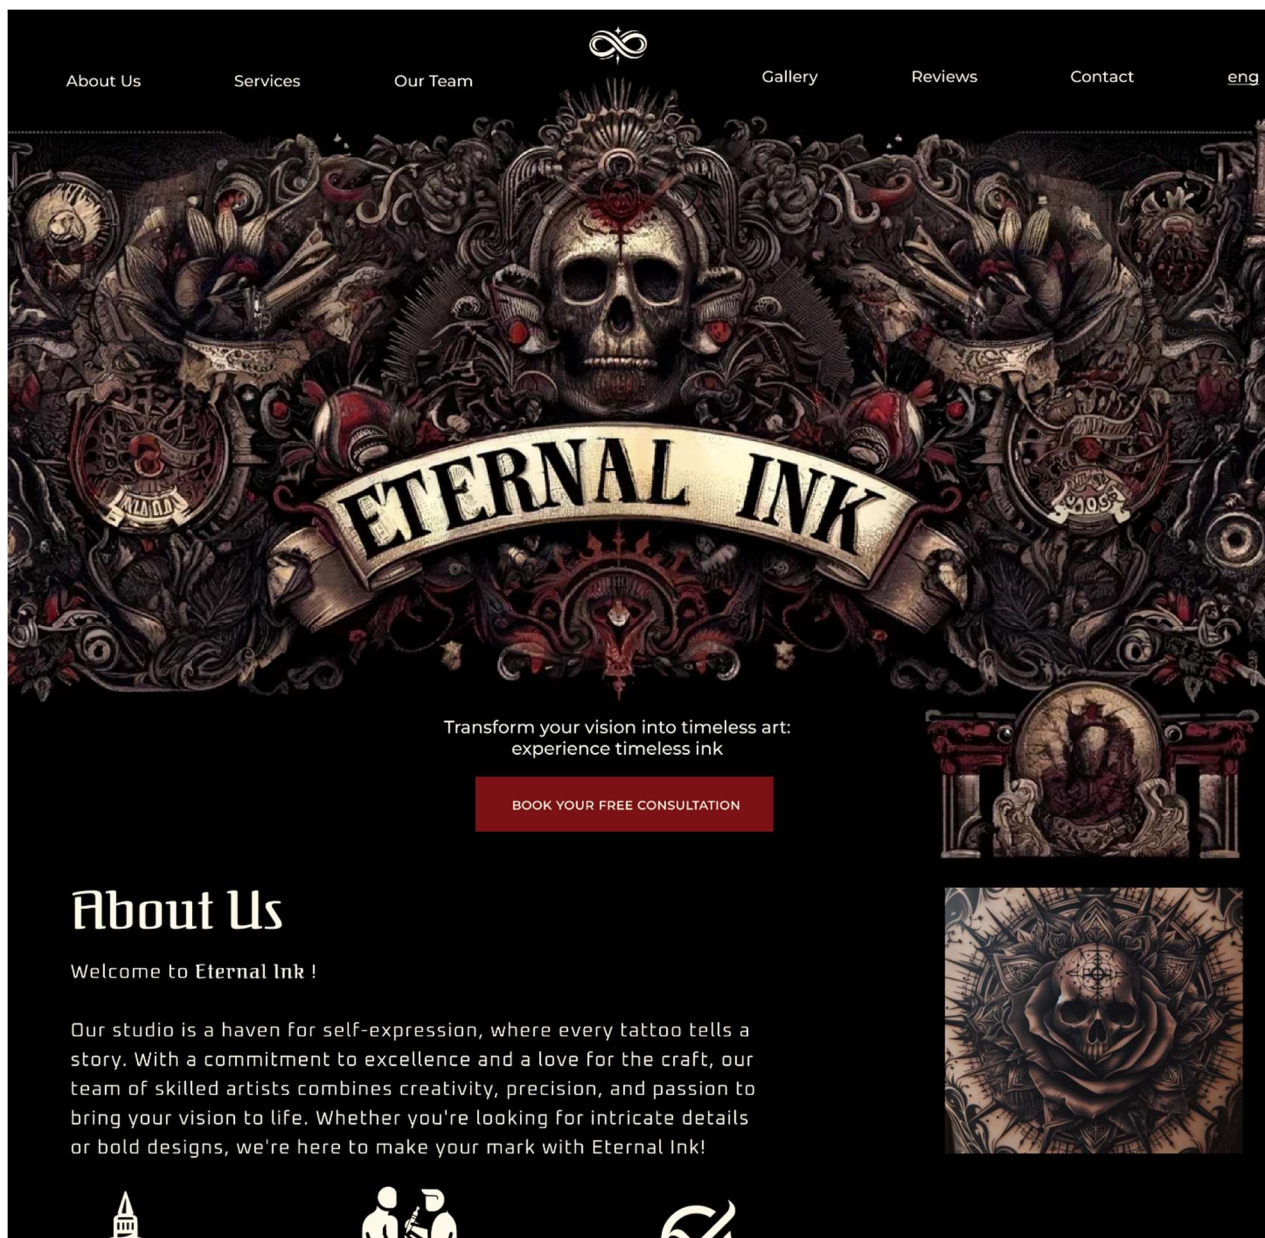 About Us
Services
Our Team
Gallery
Reviews
Contact
eng
ETERNAL INK
Transform your vision into timeless art:
experience timeless ink
BOOK YOUR FREE CONSULTATION
About Us
Welcome to Eternal Ink !
Our studio is a haven for self-expression, where every tattoo tells a
story. With a commitment to excellence and a love for the craft, our
team of skilled artists combines creativity, precision, and passion to
bring your vision to life. Whether you're looking for intricate details
or bold designs, we're here to make your mark with Eternal Ink!